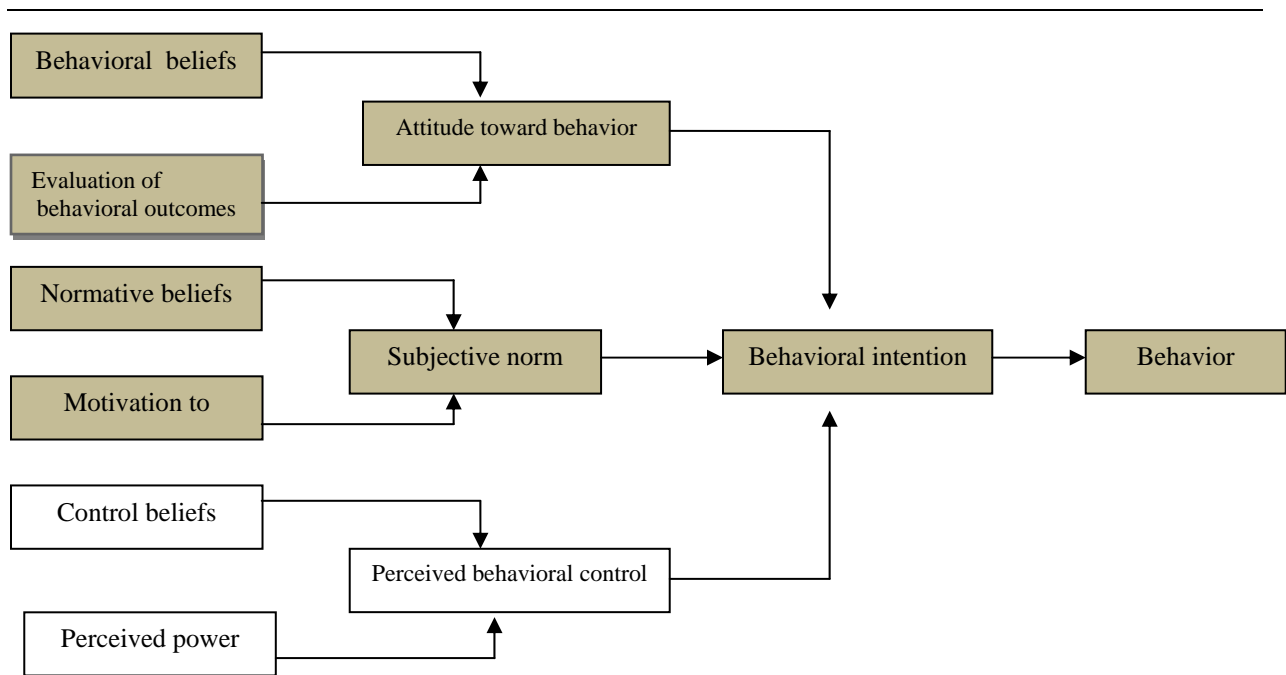 Behavioral beliefs
Attitude toward behavior
Evaluation of
behavioral outcomes
Normative beliefs
Subjective norm
Behavioral intention
Behavior
Motivation to
Control beliefs
Perceived behavioral control
Perceived power